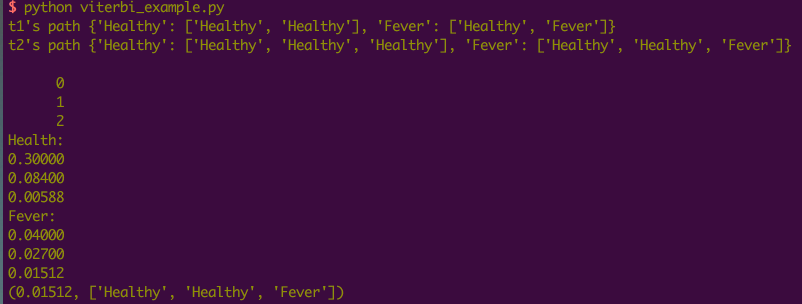 $ python viterbi_example.py
t1's path {'Healthy': ['Healthy', 'Healthy'], 'Fever': ['Healthy', 'Fever']}
t2's path {'Healthy': ['Healthy', 'Healthy', 'Healthy'], 'Fever': ['Healthy', 'Healthy', 'Fever']}
0
1
2
Health:
0.30000
0.08400
0.00588
Fever:
0.04000
0.02700
0.01512
(0.01512, ['Healthy', 'Healthy', 'Fever'])